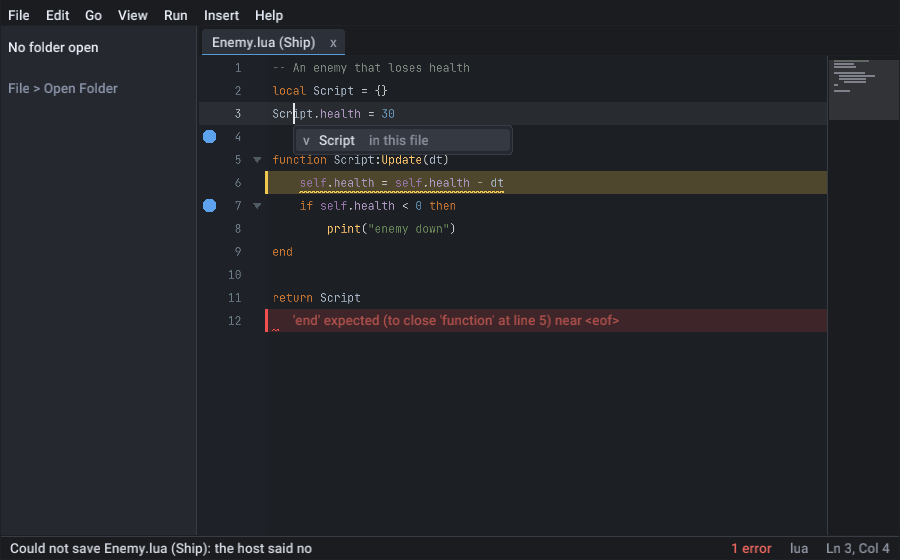 File Edit Go View Run Insert Help
No folder open
File > Open Folder
Enemy.lua (Ship) x
1 -- An enemy that loses health
2 local Script = {}
3 Script.health = 30
4
v Script in this file
5 function Script:Update(dt)
6 self.health = self.health - dt
7 if self.health < 0 then
8 print("enemy down")
9 end
10
11 return Script
12 'end' expected (to close 'function' at line 5) near <eof>
Could not save Enemy.lua (Ship): the host said no
1 error lua Ln 3, Col 4